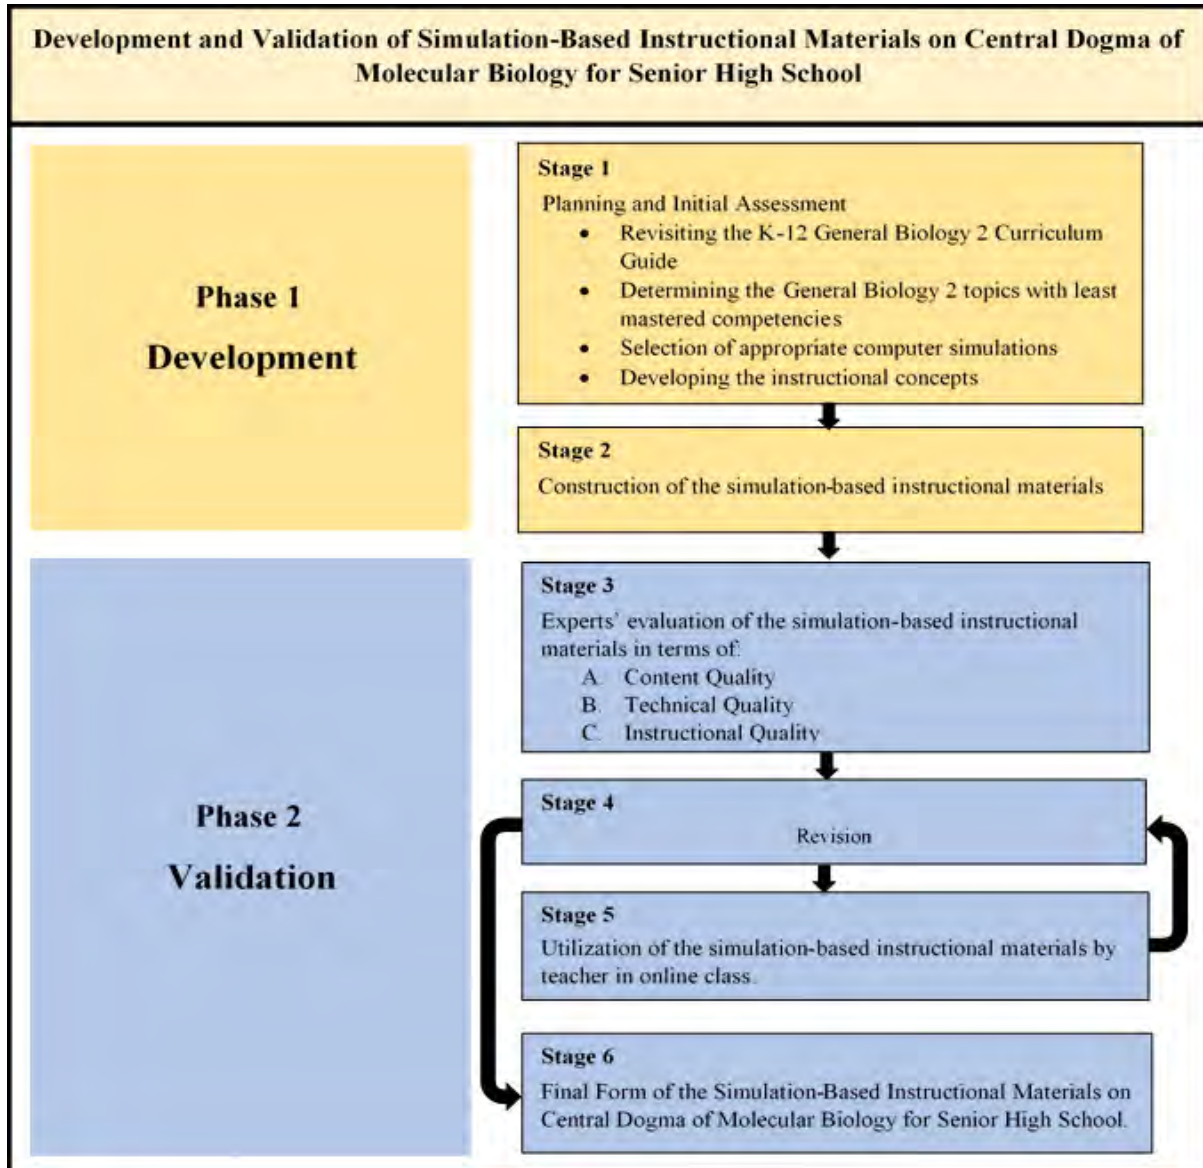 Development and Validation of Simulation-Based Instructional Materials on Central Dogma of
Molecular Biology for Senior High School
Phase 1
Development
Stage 1
Planning and Initial Assessment
• Revisiting the K-12 General Biology 2 Curriculum
Guide
• Determining the General Biology 2 topics with least
mastered competencies
• Selection of appropriate computer simulations
• Developing the instructional concepts
Stage 2
Construction of the simulation-based instructional materials
Phase 2
Validation
Stage 3
Experts' evaluation of the simulation-based instructional
materials in terms of:
A. Content Quality
B. Technical Quality
C. Instructional Quality
Stage 4
Revision
Stage 5
Utilization of the simulation-based instructional materials by
teacher in online class.
Stage 6
Final Form of the Simulation-Based Instructional Materials on
Central Dogma of Molecular Biology for Senior High School.